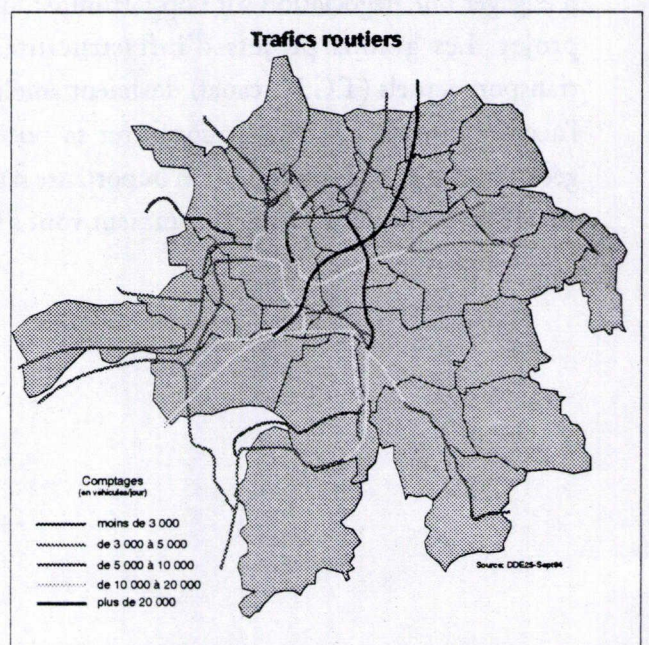 Trafics routiers
Comptages
(en vehicules/jour)
moins de 3 000
de 3 000 à 5 000
de 5 000 à 10 000
de 10 000 à 20 000
plus de 20 000
Source: DDE25-Sept94